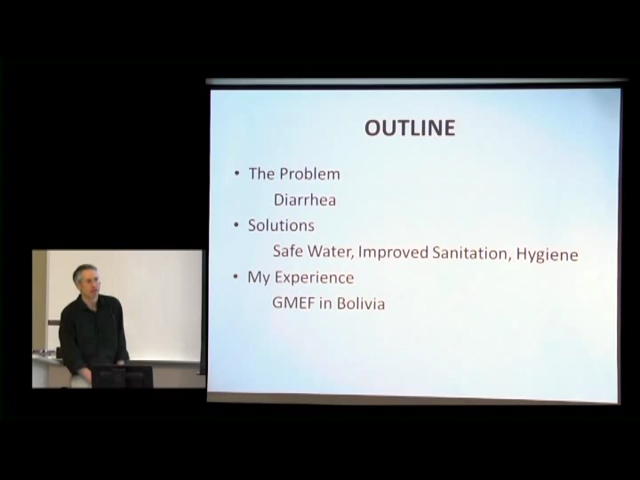 OUTLINE
• The Problem
Diarrhea
• Solutions
Safe Water, Improved Sanitation, Hygiene
• My Experience
GMEF in Bolivia